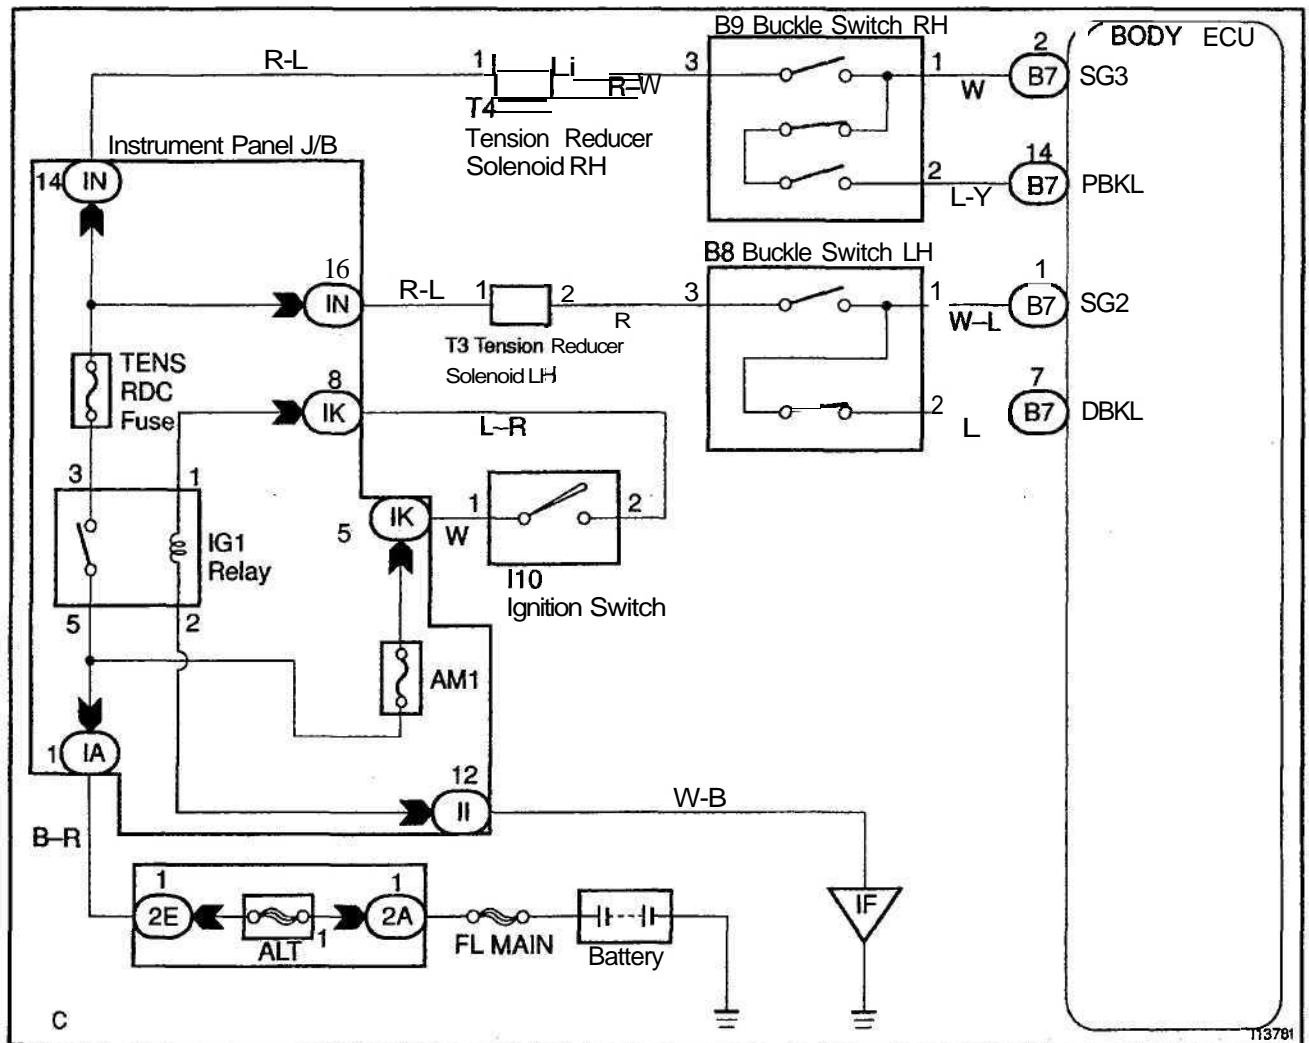 B9 Buckle Switch RH
BODY ECU
R-L
1
Li
R-W
3
1
W
2
B7
SG3
T4
Tension Reducer
Solenoid RH
Instrument Panel J/B
14
IN
2
L-Y
14
B7
PBKL
B8 Buckle Switch LH
16
IN
R-L
1
2
R
3
1
W-L
1
B7
SG2
T3 Tension Reducer
Solenoid LH
TENS
RDC
Fuse
8
IK
L-R
2
L
7
B7
DBKL
3
1
5
IK
1
W
2
IG1
Relay
I10
Ignition Switch
5
2
AM1
1
IA
12
II
W-B
B-R
1
2E
ALT
1
1
2A
FL MAIN
Battery
IF
C
I13781